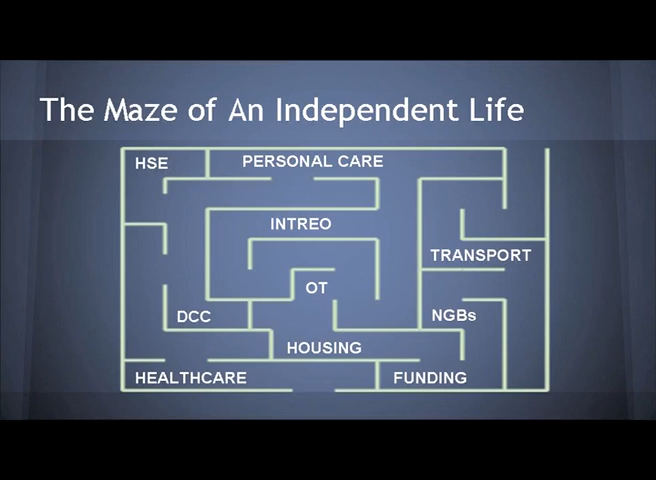 The Maze of An Independent Life
HSE
PERSONAL CARE
INTREO
TRANSPORT
OT
DCC
NGBs
HOUSING
HEALTHCARE
FUNDING